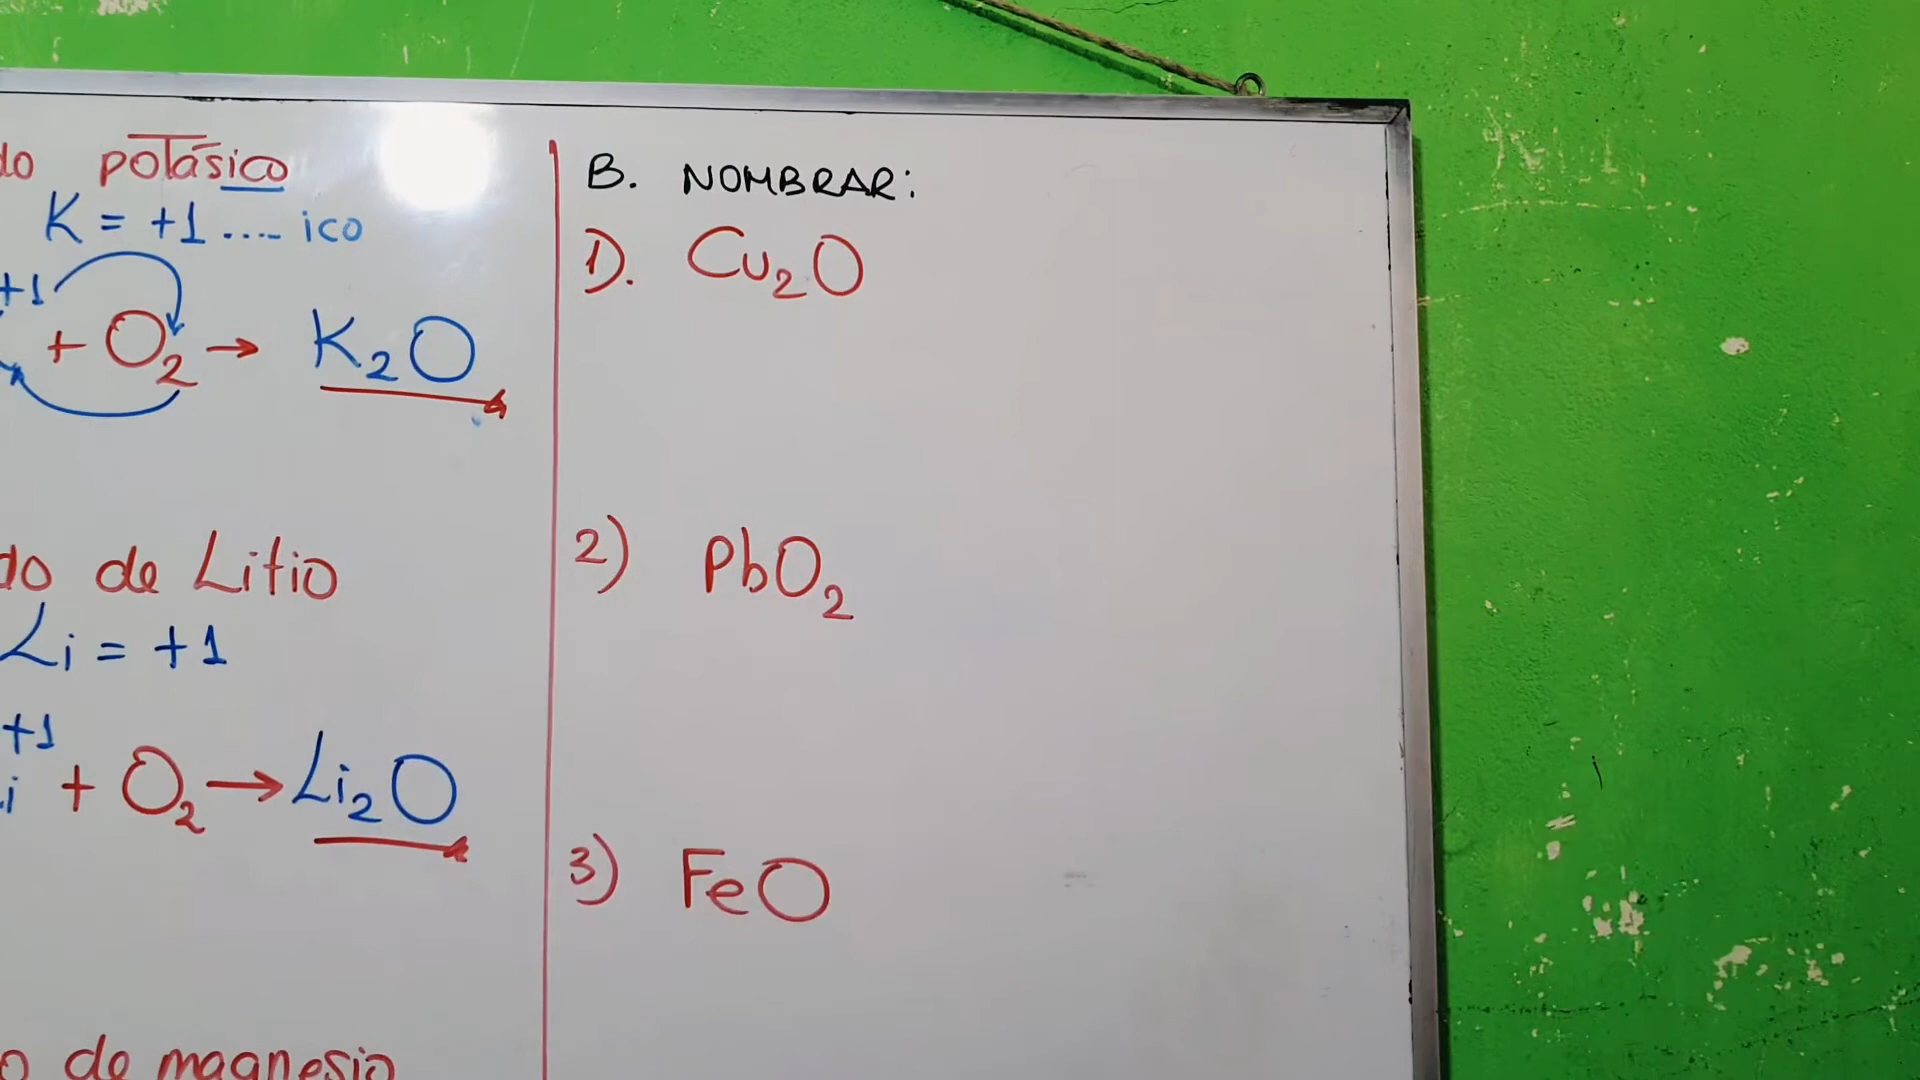 do potásico
K = +1 .... ico
+1
+ O₂ → K₂O
do de Litio
Li = +1
+1
i + O₂ → Li₂O
o de magnesio
B. NOMBRAR:
1). Cu₂O
2) PbO₂
3) FeO